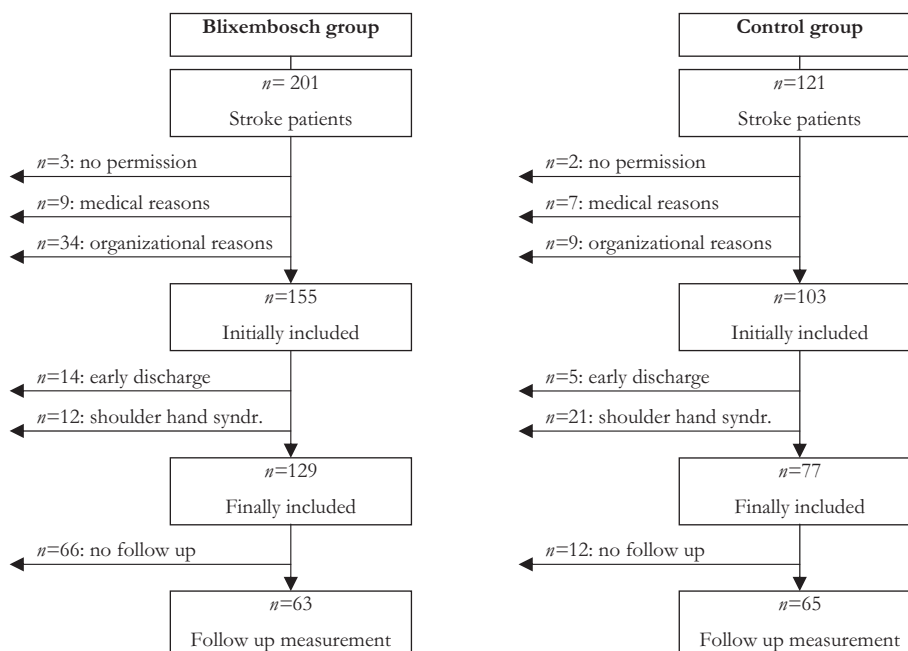 Blixembosch group
n= 201
Stroke patients
n=3: no permission
n=9: medical reasons
n=34: organizational reasons
n=155
Initially included
n=14: early discharge
n=12: shoulder hand syndr.
n=129
Finally included
n=66: no follow up
n=63
Follow up measurement
Control group
n=121
Stroke patients
n=2: no permission
n=7: medical reasons
n=9: organizational reasons
n=103
Initially included
n=5: early discharge
n=21: shoulder hand syndr.
n=77
Finally included
n=12: no follow up
n=65
Follow up measurement